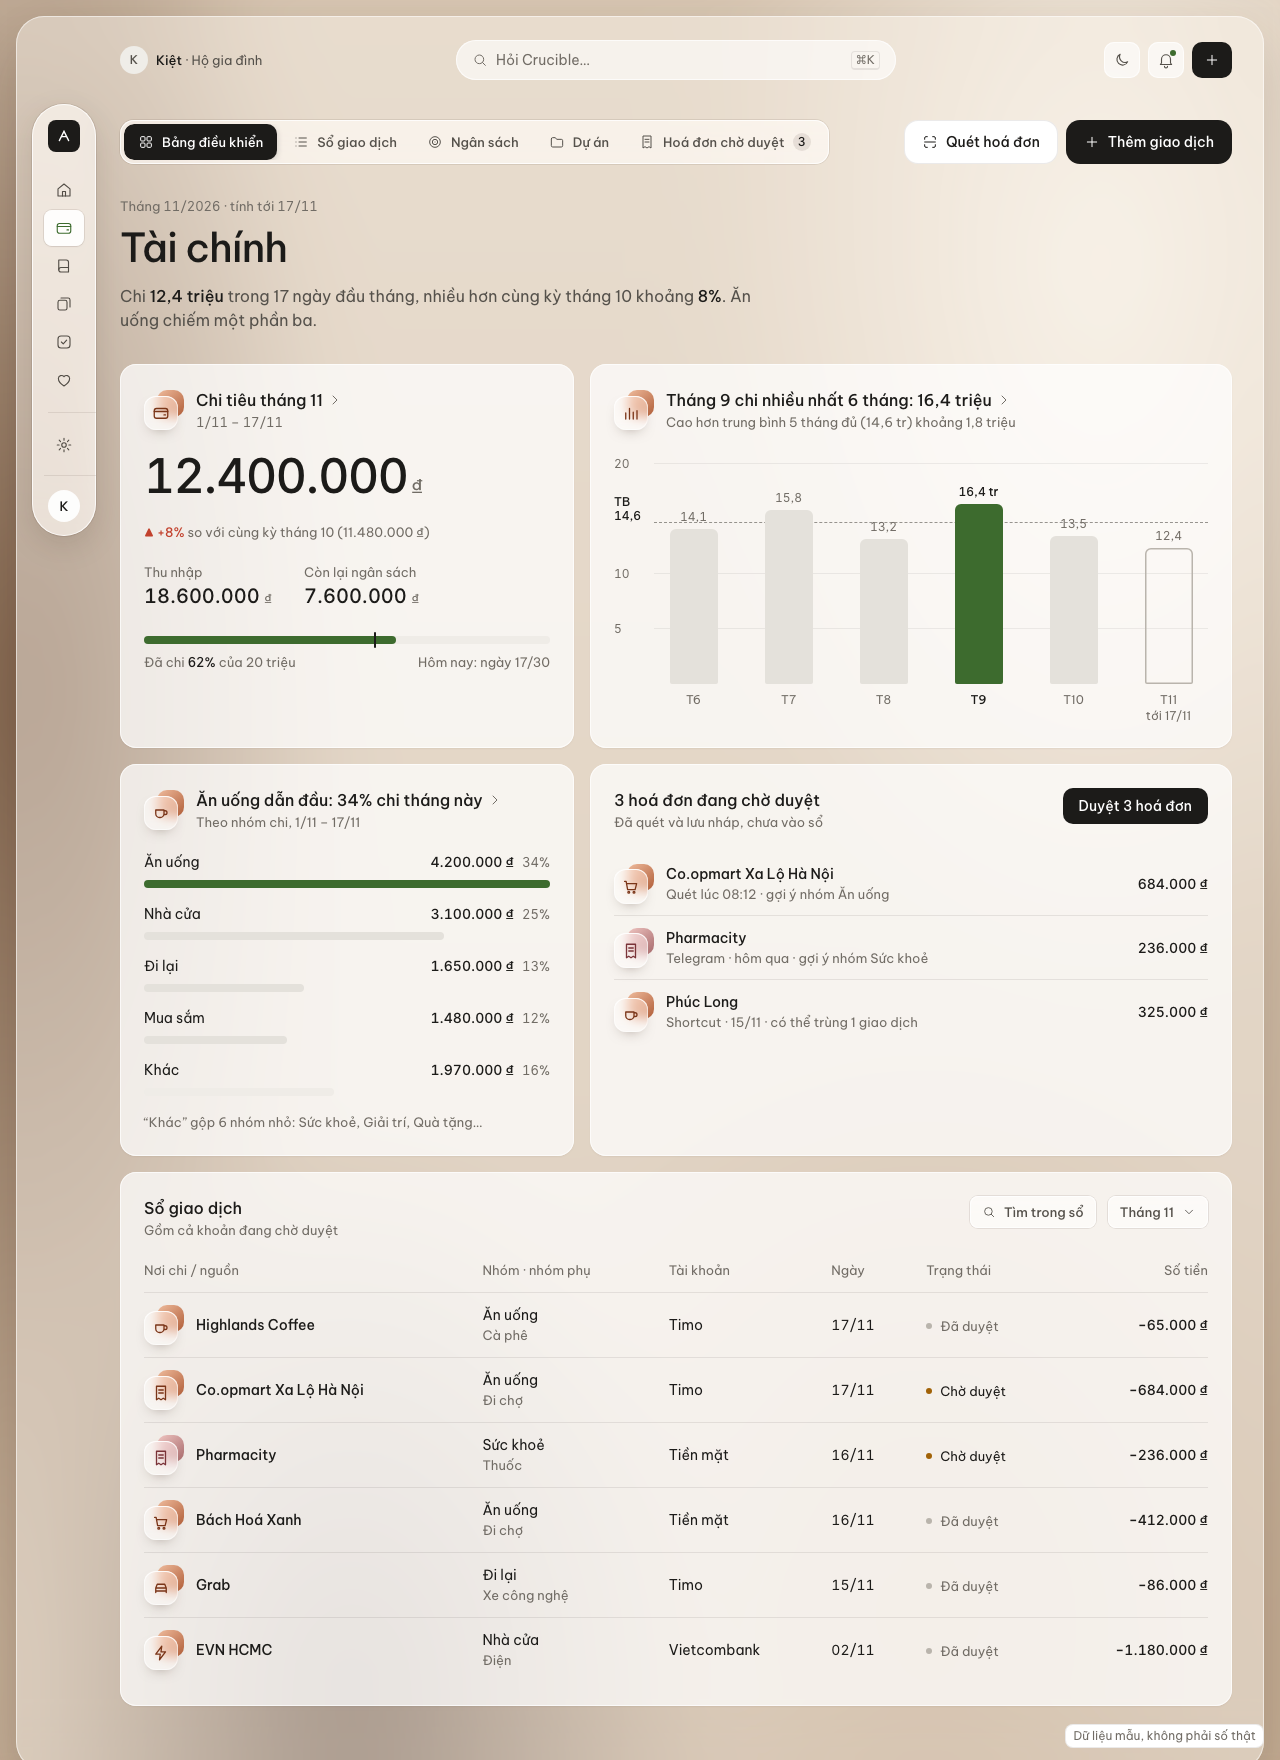 K Kiệt · Hộ gia đình
Hỏi Crucible... ⌘K
Bảng điều khiển
Sổ giao dịch
Ngân sách
Dự án
Hoá đơn chờ duyệt 3
Quét hoá đơn
Thêm giao dịch
Tháng 11/2026 · tính tới 17/11
Tài chính
Chi 12,4 triệu trong 17 ngày đầu tháng, nhiều hơn cùng kỳ tháng 10 khoảng 8%. Ăn
uống chiếm một phần ba.
K
Chi tiêu tháng 11
1/11 – 17/11
12.400.000 đ
+8% so với cùng kỳ tháng 10 (11.480.000 đ)
Thu nhập
18.600.000 đ
Còn lại ngân sách
7.600.000 đ
Đã chi 62% của 20 triệu
Hôm nay: ngày 17/30
Tháng 9 chi nhiều nhất 6 tháng: 16,4 triệu
Cao hơn trung bình 5 tháng đủ (14,6 tr) khoảng 1,8 triệu
20
TB
14,6
10
5
14,1
15,8
13,2
16,4 tr
13,5
12,4
T6
T7
T8
T9
T10
T11
tới 17/11
Ăn uống dẫn đầu: 34% chi tháng này
Theo nhóm chi, 1/11 – 17/11
Ăn uống 4.200.000 đ 34%
Nhà cửa 3.100.000 đ 25%
Đi lại 1.650.000 đ 13%
Mua sắm 1.480.000 đ 12%
Khác 1.970.000 đ 16%
“Khác” gộp 6 nhóm nhỏ: Sức khoẻ, Giải trí, Quà tặng...
3 hoá đơn đang chờ duyệt
Đã quét và lưu nháp, chưa vào sổ
Duyệt 3 hoá đơn
Co.opmart Xa Lộ Hà Nội
Quét lúc 08:12 · gợi ý nhóm Ăn uống
684.000 đ
Pharmacity
Telegram · hôm qua · gợi ý nhóm Sức khoẻ
236.000 đ
Phúc Long
Shortcut · 15/11 · có thể trùng 1 giao dịch
325.000 đ
Sổ giao dịch
Gồm cả khoản đang chờ duyệt
Tìm trong sổ
Tháng 11
Nơi chi / nguồn Nhóm · nhóm phụ Tài khoản Ngày Trạng thái Số tiền
Highlands Coffee Ăn uống Timo 17/11 Đã duyệt −65.000 đ
Cà phê
Co.opmart Xa Lộ Hà Nội Ăn uống Timo 17/11 Chờ duyệt −684.000 đ
Đi chợ
Pharmacity Sức khoẻ Tiền mặt 16/11 Chờ duyệt −236.000 đ
Thuốc
Bách Hoá Xanh Ăn uống Tiền mặt 16/11 Đã duyệt −412.000 đ
Đi chợ
Grab Đi lại Timo 15/11 Đã duyệt −86.000 đ
Xe công nghệ
EVN HCMC Nhà cửa Vietcombank 02/11 Đã duyệt −1.180.000 đ
Điện
Dữ liệu mẫu, không phải số thật